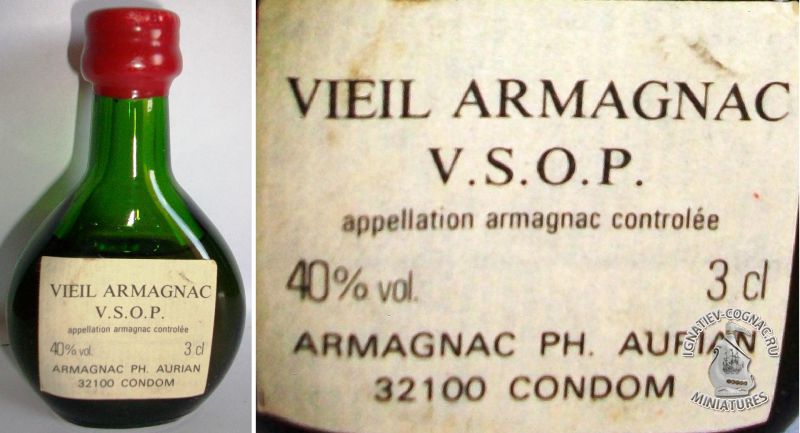 VIEIL ARMAGNAC
V.S.O.P.
appellation armagnac controlée
40% vol. 3 cl
ARMAGNAC PH. AURIAN
32100 CONDOM
VIEIL ARMAGNAC
V.S.O.P.
appellation armagnac controlée
40% vol. 3 cl
ARMAGNAC PH. AURIAN
32100 CONDOM
IGNATIEV-COGNAC.RU
MINIATURES